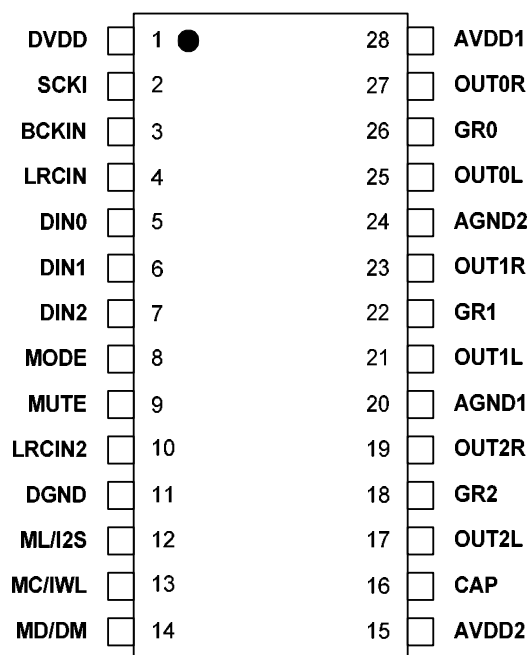 DVDD 1 28 AVDD1
SCKI 2 27 OUT0R
BCKIN 3 26 GR0
LRCIN 4 25 OUT0L
DIN0 5 24 AGND2
DIN1 6 23 OUT1R
DIN2 7 22 GR1
MODE 8 21 OUT1L
MUTE 9 20 AGND1
LRCIN2 10 19 OUT2R
DGND 11 18 GR2
ML/I2S 12 17 OUT2L
MC/IWL 13 16 CAP
MD/DM 14 15 AVDD2